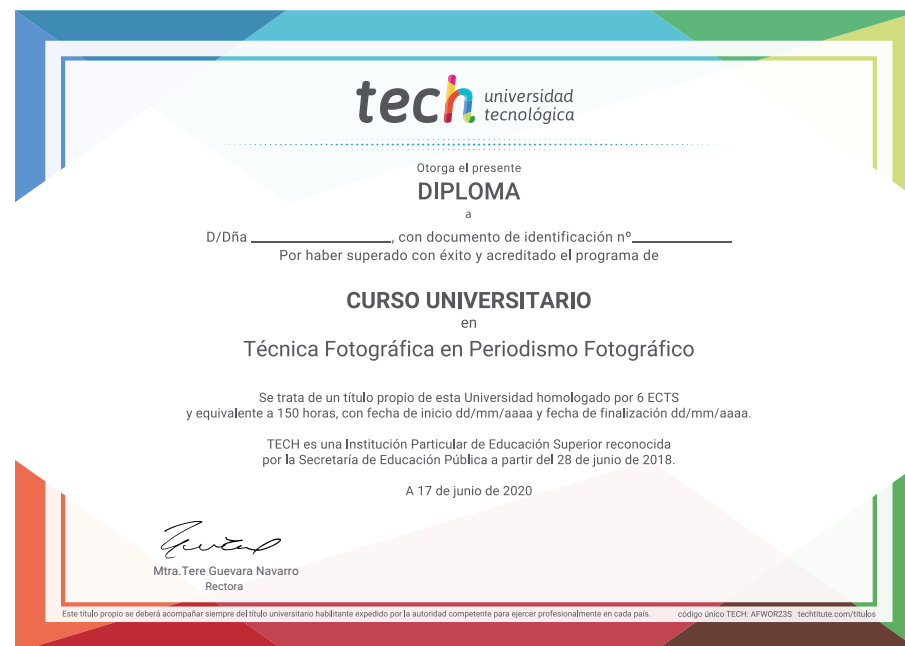 tech universidad
tecnológica
Otorga el presente
DIPLOMA
a
D/Dña ____________________, con documento de identificación nº______________
Por haber superado con éxito y acreditado el programa de
CURSO UNIVERSITARIO
en
Técnica Fotográfica en Periodismo Fotográfico
Se trata de un título propio de esta Universidad homologado por 6 ECTS
y equivalente a 150 horas, con fecha de inicio dd/mm/aaaa y fecha de finalización dd/mm/aaaa.
TECH es una Institución Particular de Educación Superior reconocida
por la Secretaría de Educación Pública a partir del 28 de junio de 2018.
A 17 de junio de 2020
Mtra.Tere Guevara Navarro
Rectora
Este título propio se deberá acompañar siempre del título universitario habilitante expedido por la autoridad competente para ejercer profesionalmente en cada país. código único TECH: AFWOR23S techtitute.com/titulos